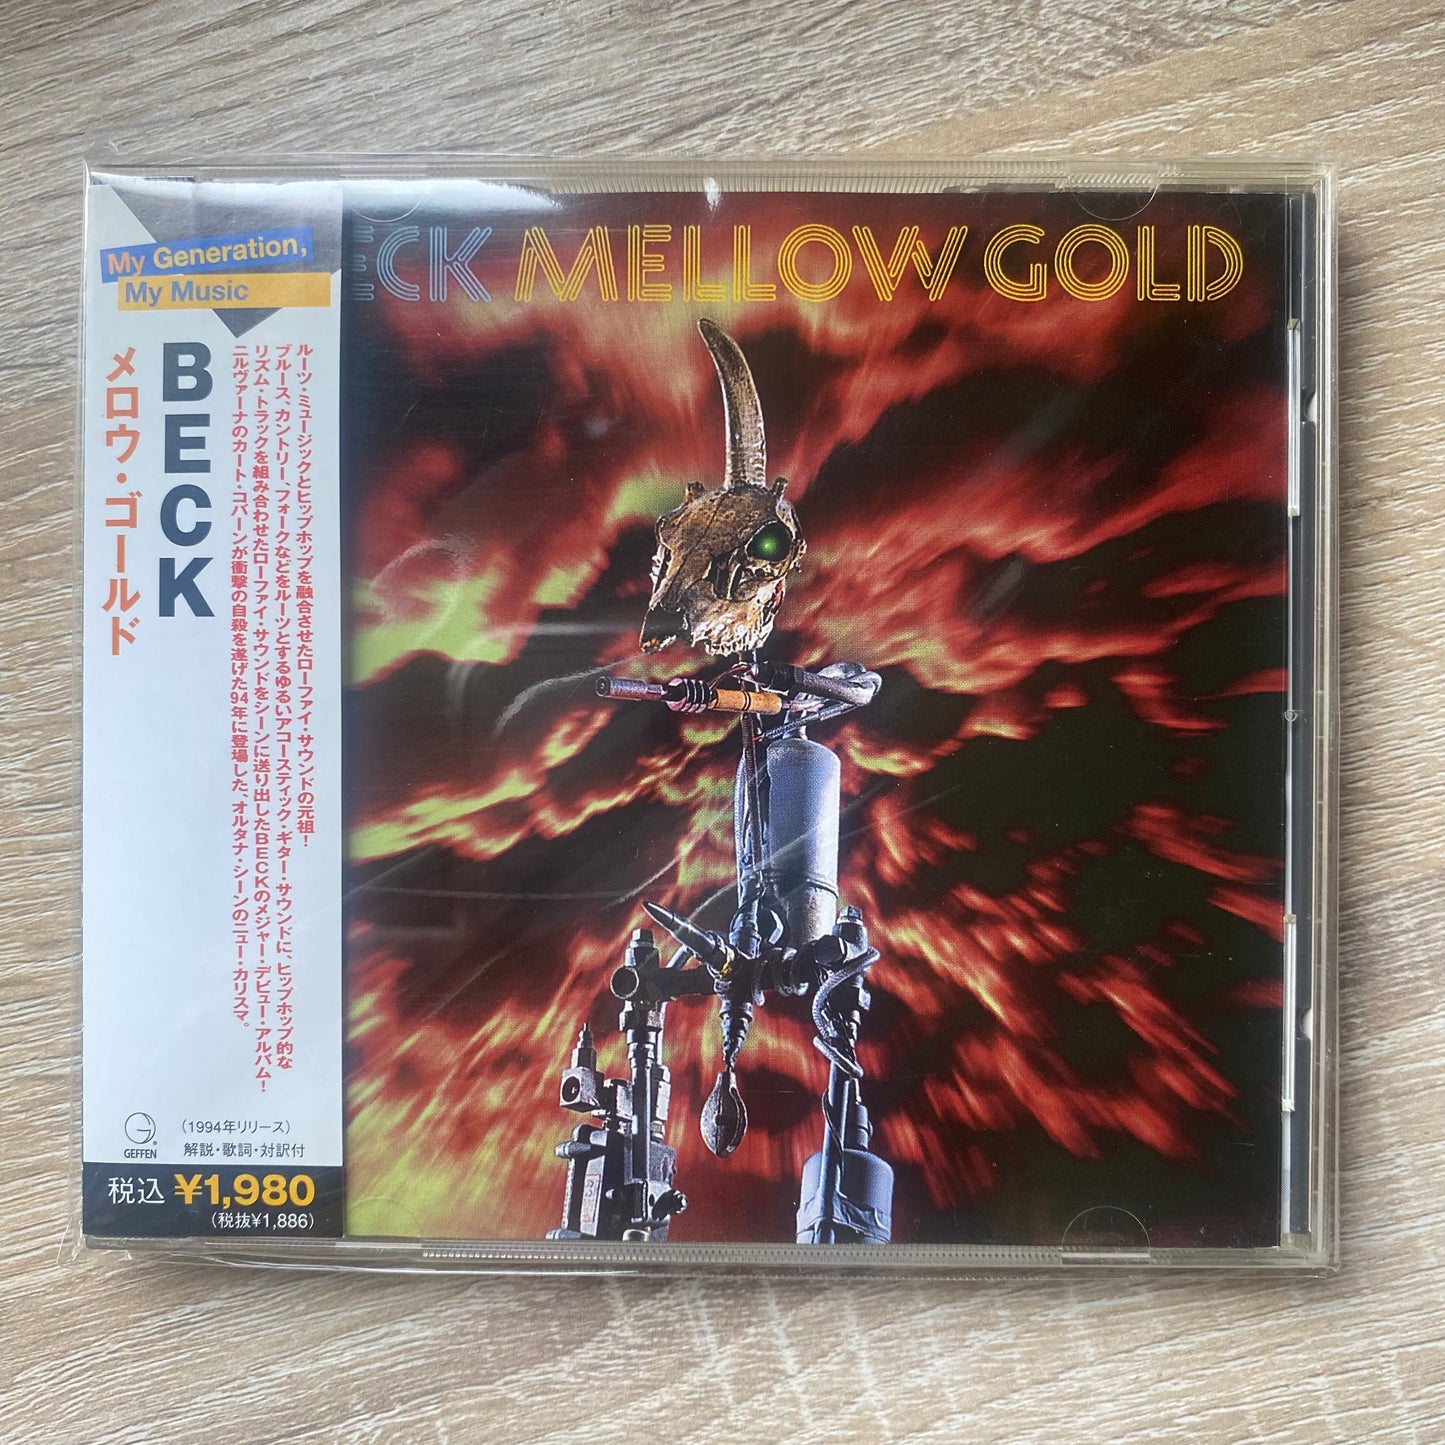 My Generation,
My Music
BECK
メロウ・ゴールド
ルーツ・ミュージックとヒップホップを融合させたローファイ・サウンドの元祖！
ブルース、カントリー、フォークなどをルーツとするゆるいアコースティック・ギター・サウンドに、ヒップホップ的な
リズム・トラックを組み合わせたローファイ・サウンドをシーンに送り出したBECKのメジャー・デビュー・アルバム！
ニルヴァーナのカート・コバーンが衝撃の自殺を遂げた94年に登場した、オルタナ・シーンのニュー・カリスマ。
GEFFEN
（1994年リリース）
解説・歌詞・対訳付
税込 ¥1,980
（税抜¥1,886）
ECK MELLOW GOLD